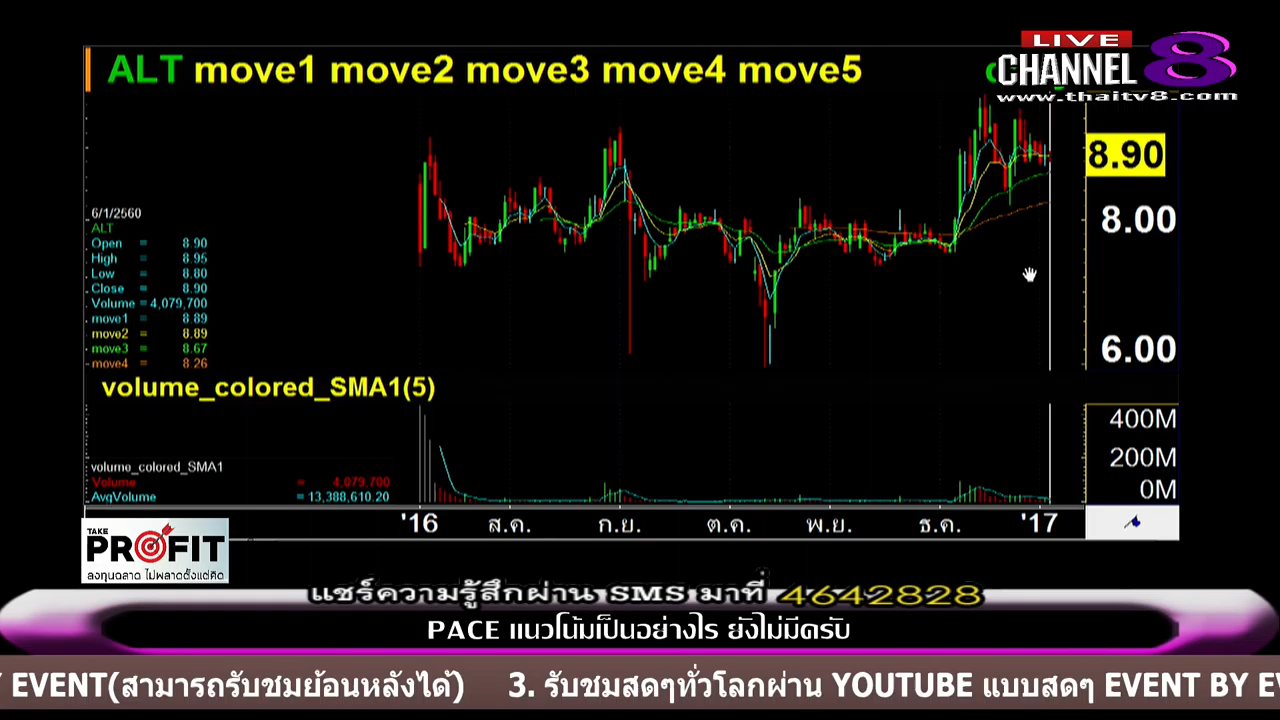 ALT move1 move2 move3 move4 move5
LIVE
CHANNEL 8
www.thaitv8.com
8.90
8.00
6.00
6/1/2560
ALT
Open = 8.90
High = 8.95
Low = 8.80
Close = 8.90
Volume = 4,079,700
move1 = 8.89
move2 = 8.89
move3 = 8.67
move4 = 8.26
volume_colored_SMA1(5)
400M
200M
0M
volume_colored_SMA1
Volume = 4,079,700
AvgVolume = 13,388,610.20
'16 ส.ค. ก.ย. ต.ค. พ.ย. ธ.ค. '17
TAKE
PROFIT
ลงทุนฉลาด ไม่พลาดตั้งแต่คิด
แชร์ความรู้สึกผ่าน SMS มาที่ 4642828
PACE แนวโน้มเป็นอย่างไร ยังไม่มีครับ
Y EVENT(สามารถรับชมย้อนหลังได้) 3. รับชมสดๆทั่วโลกผ่าน YOUTUBE แบบสดๆ EVENT BY E